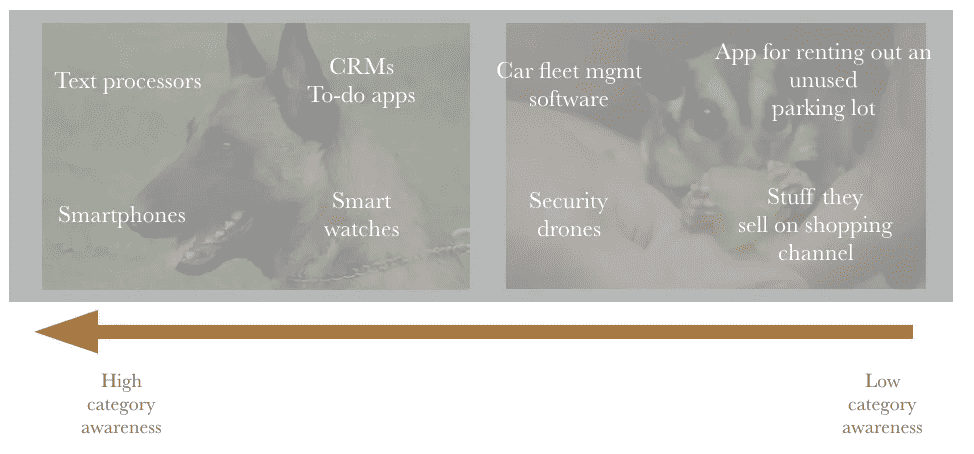 Text processors
CRMs
To-do apps
Car fleet mgmt
software
App for renting out an
unused
parking lot
Smartphones
Smart
watches
Security
drones
Stuff they
sell on shopping
channel
High
category
awareness
Low
category
awareness